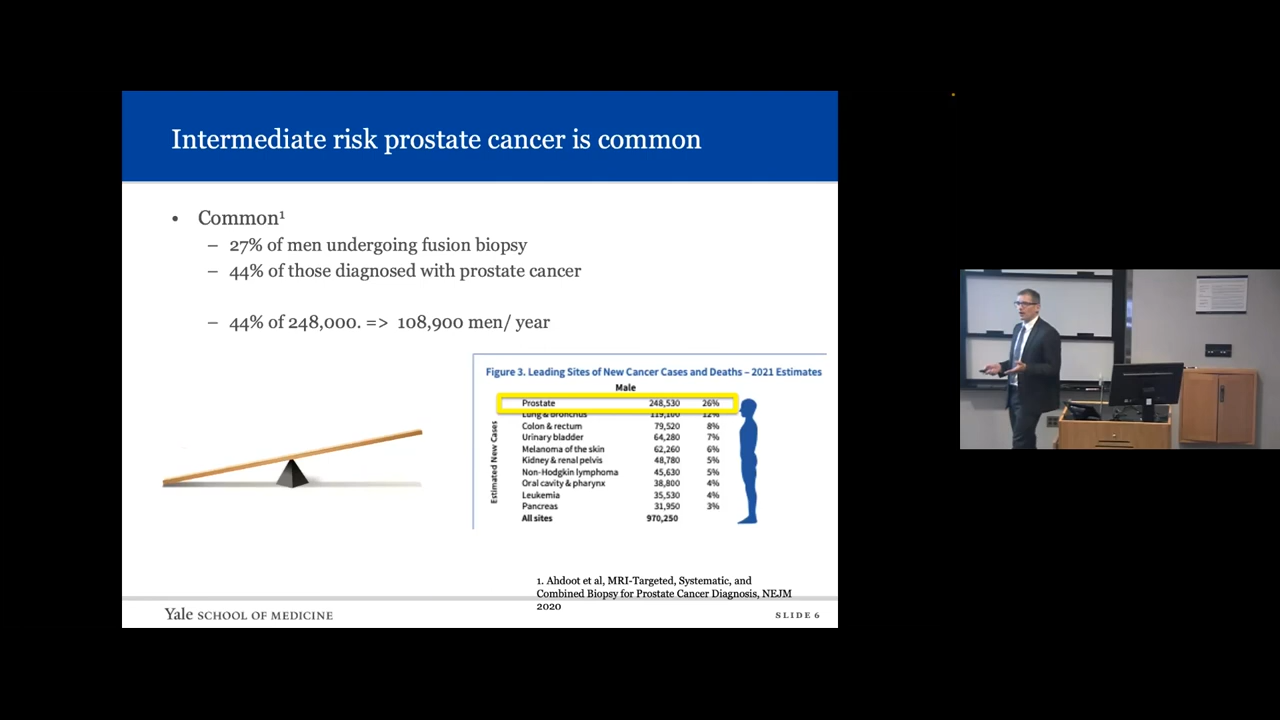 Intermediate risk prostate cancer is common
• Common¹
– 27% of men undergoing fusion biopsy
– 44% of those diagnosed with prostate cancer
– 44% of 248,000. => 108,900 men/ year
Figure 3. Leading Sites of New Cancer Cases and Deaths – 2021 Estimates
Male
Estimated New Cases
Prostate 248,530 26%
Lung & bronchus 119,100 12%
Colon & rectum 79,520 8%
Urinary bladder 64,280 7%
Melanoma of the skin 62,260 6%
Kidney & renal pelvis 48,780 5%
Non-Hodgkin lymphoma 45,630 5%
Oral cavity & pharynx 38,800 4%
Leukemia 35,530 4%
Pancreas 31,950 3%
All sites 970,250
1. Ahdoot et al, MRI-Targeted, Systematic, and
Combined Biopsy for Prostate Cancer Diagnosis, NEJM
2020
Yale SCHOOL OF MEDICINE
SLIDE 6